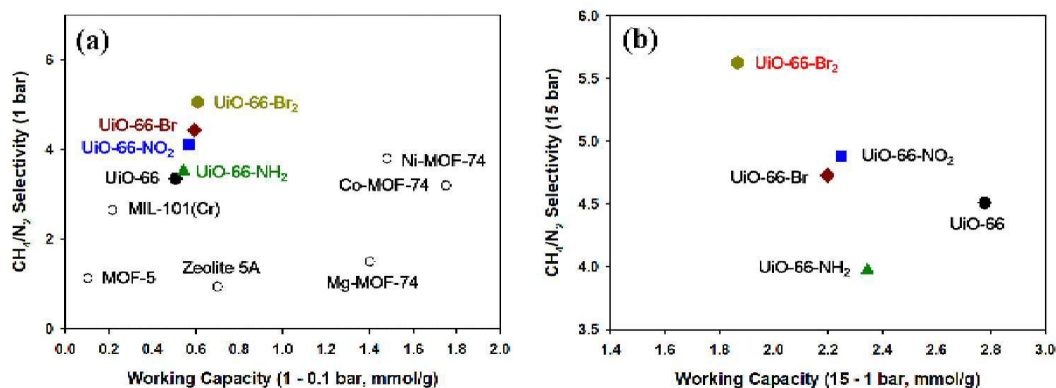 (a)
6
4
2
0
CH₄/N₂ Selectivity (1 bar)
UiO-66-Br₂
UiO-66-Br
UiO-66-NO₂
UiO-66-NH₂
UiO-66
Ni-MOF-74
Co-MOF-74
MIL-101(Cr)
MOF-5
Zeolite 5A
Mg-MOF-74
0.0 0.2 0.4 0.6 0.8 1.0 1.2 1.4 1.6 1.8 2.0
Working Capacity (1 - 0.1 bar, mmol/g)
(b)
6.0
5.5
5.0
4.5
4.0
3.5
CH₄/N₂ Selectivity (15 bar)
UiO-66-Br₂
UiO-66-NO₂
UiO-66-Br
UiO-66
UiO-66-NH₂
1.6 1.8 2.0 2.2 2.4 2.6 2.8 3.0
Working Capacity (15 - 1 bar, mmol/g)